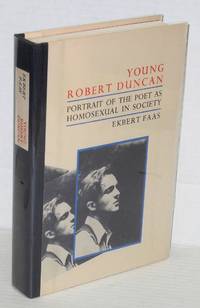 YOUNG
ROBERT DUNCAN
PORTRAIT OF THE POET AS
HOMOSEXUAL IN SOCIETY
EKBERT FAAS